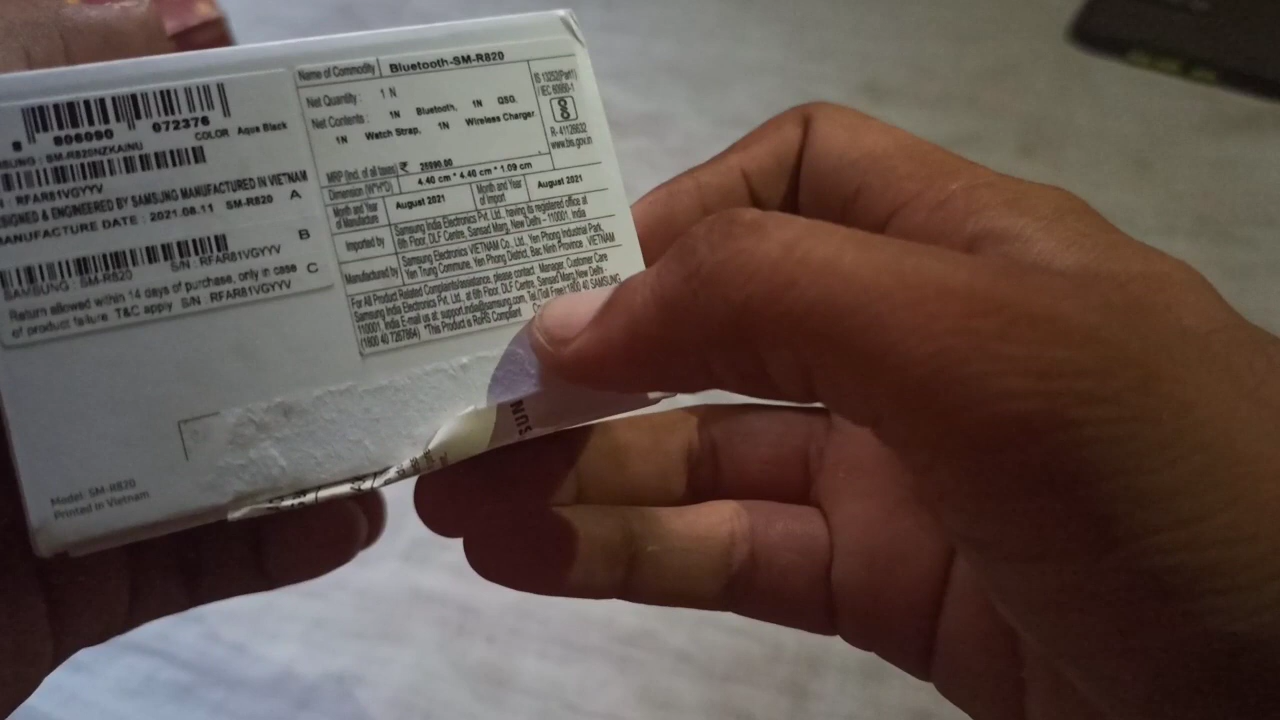 806090 072376
COLOR Aqua Black
SUNG : SM-R820NZKAINU
: RFAR81VGYYV
SIGNED & ENGINEERED BY SAMSUNG MANUFACTURED IN VIETNAM
MANUFACTURE DATE : 2021.08.11 SM-R820 A
B
SAMSUNG : SM-R820 S/N : RFAR81VGYYV
Return allowed within 14 days of purchase, only in case C
of product failure. T&C apply S/N : RFAR81VGYYV
Name of Commodity Bluetooth-SM-R820
Net Quantity : 1 N
Net Contents : 1N Bluetooth, 1N QSG,
1N Watch Strap, 1N Wireless Charger
IS 13252(Part1)
/ IEC 60950-1
R- 41126632
www.bis.gov.in
MRP (Incl. of all taxes) ₹ 26990.00
Dimension (W*H*D) 4.40 cm * 4.40 cm * 1.09 cm
Month and Year of Manufacture August 2021 Month and Year of Import August 2021
Imported by Samsung India Electronics Pvt. Ltd., having its registered office at
6th Floor, DLF Centre, Sansad Marg, New Delhi - 110001, India
Manufactured by Samsung Electronics VIETNAM Co., Ltd., Yen Phong Industrial Park,
Yen Trung Commune, Yen Phong District, Bac Ninh Province , VIETNAM
For All Product Related Complaints/assistance, please contact : Manager, Customer Care
Samsung India Electronics Pvt. Ltd., at 6th Floor, DLF Centre, Sansad Marg, New Delhi -
110001, India E-mail us at: support.india@samsung.com, Tel.(Toll Free):1800 40 SAMSUNG
(1800 40 7267864) *This Product is RoHS Compliant
SUN
Model: SM-R820
Printed in Vietnam